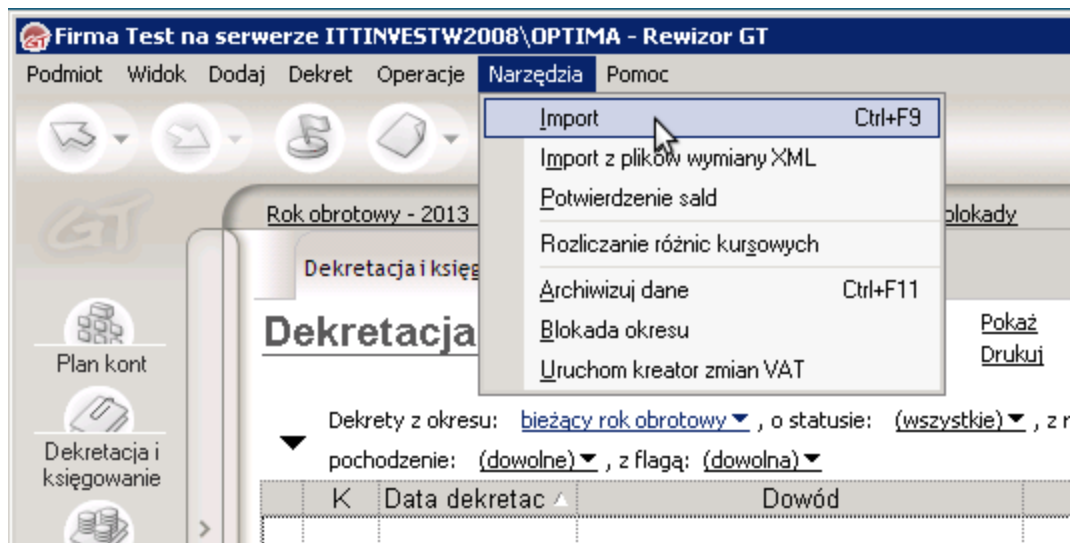 Firma Test na serwerze ITTINVESTW2008\OPTIMA - Rewizor GT
Podmiot Widok Dodaj Dekret Operacje Narzędzia Pomoc
Import Ctrl+F9
Import z plików wymiany XML
Potwierdzenie sald
Rozliczanie różnic kursowych
Archiwizuj dane Ctrl+F11
Blokada okresu
Uruchom kreator zmian VAT
GT
Rok obrotowy - 2013 blokady
Dekretacja i księg
Dekretacja
Pokaż
Drukuj
Plan kont
Dekretacja i
księgowanie
Dekrety z okresu: bieżący rok obrotowy , o statusie: (wszystkie) , z
pochodzenie: (dowolne) , z flagą: (dowolna)
K Data dekretac Dowód